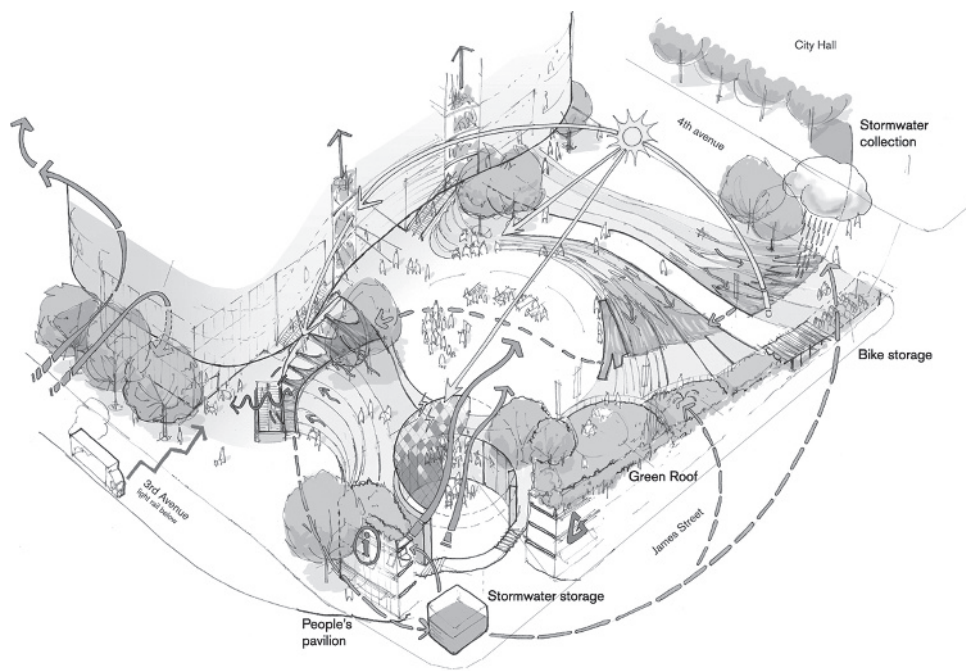 City Hall
4th avenue
Stormwater
collection
Bike storage
Green Roof
3rd Avenue
light rail below
James Street
i
Stormwater storage
People's
pavilion